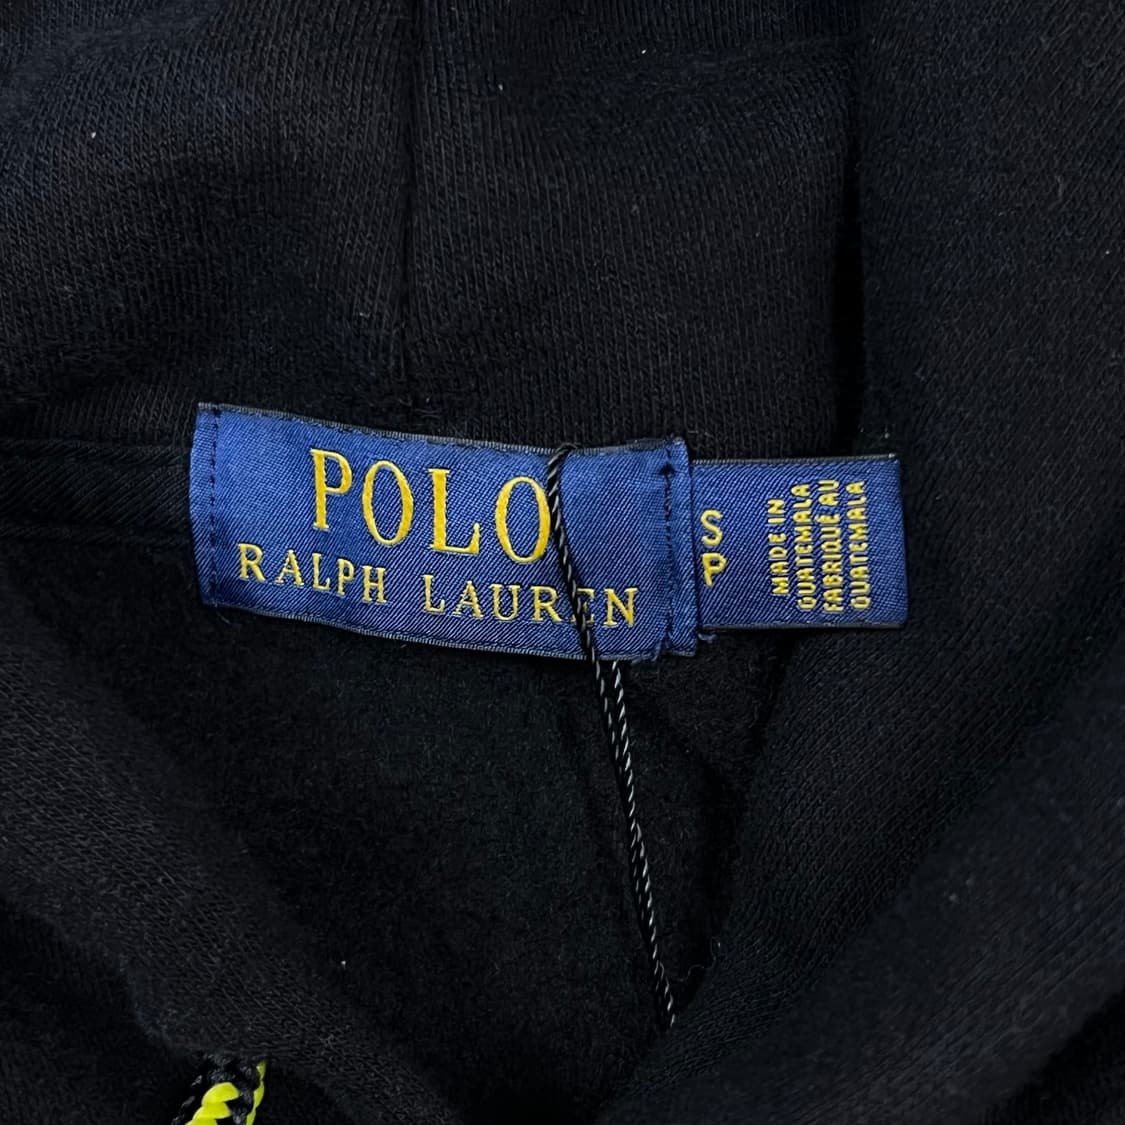 POLO
RALPH LAUREN
S
P
MADE IN
GUATEMALA
FABRIQUÉ AU
GUATEMALA